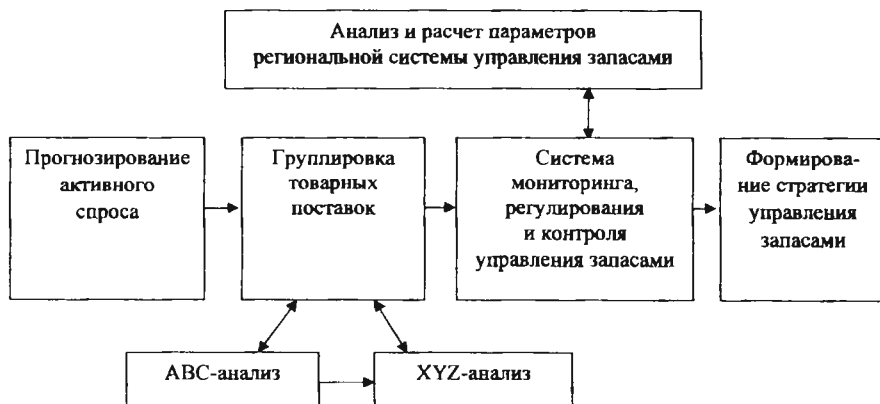 Анализ и расчет параметров
региональной системы управления запасами
Прогнозирование
активного
спроса
Группировка
товарных
поставок
Система
мониторинга,
регулирования
и контроля
управления запасами
Формирова-
ние стратегии
управления
запасами
АВС-анализ
XYZ-анализ